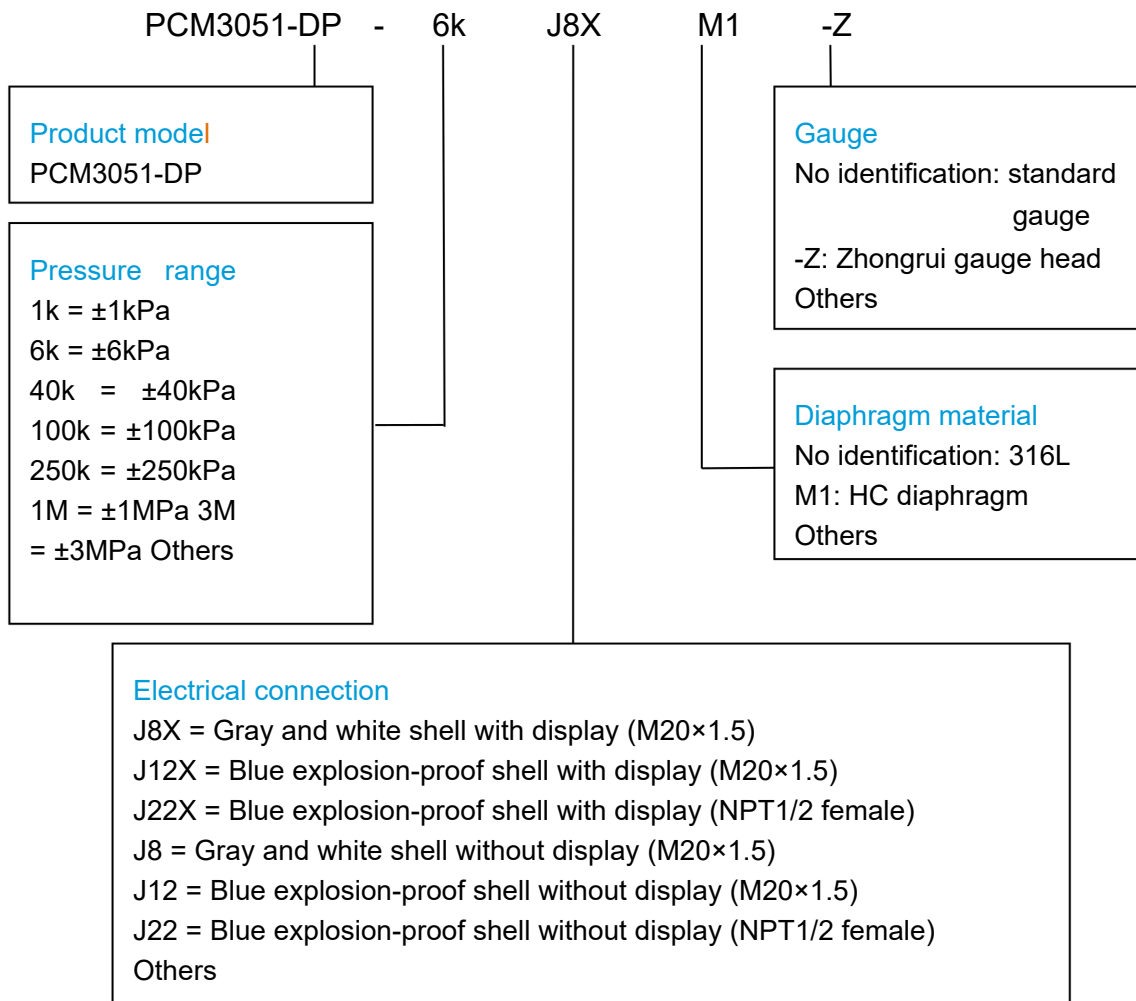 PCM3051-DP - 6k J8X M1 -Z
Product model
PCM3051-DP
Pressure range
1k = ±1kPa
6k = ±6kPa
40k = ±40kPa
100k = ±100kPa
250k = ±250kPa
1M = ±1MPa 3M
= ±3MPa Others
Gauge
No identification: standard
gauge
-Z: Zhongrui gauge head
Others
Diaphragm material
No identification: 316L
M1: HC diaphragm
Others
Electrical connection
J8X = Gray and white shell with display (M20×1.5)
J12X = Blue explosion-proof shell with display (M20×1.5)
J22X = Blue explosion-proof shell with display (NPT1/2 female)
J8 = Gray and white shell without display (M20×1.5)
J12 = Blue explosion-proof shell without display (M20×1.5)
J22 = Blue explosion-proof shell without display (NPT1/2 female)
Others